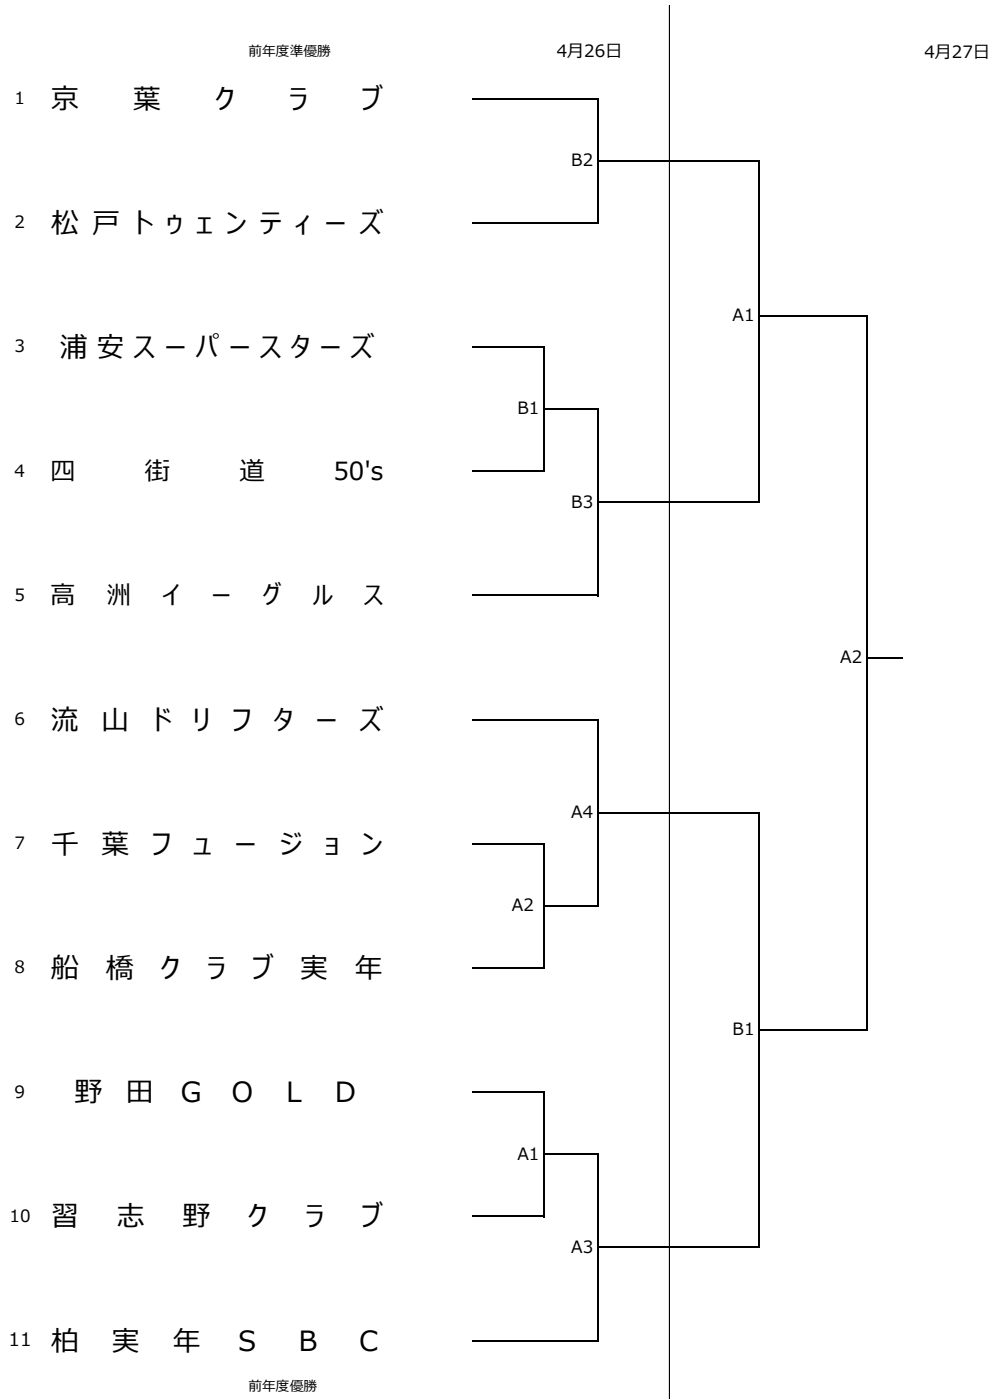 前年度準優勝 4月26日 4月27日
1 京葉クラブ
B2
2 松戸トゥエンティーズ
A1
3 浦安スーパースターズ
B1
4 四街道50's
B3
5 高洲イーグルス
A2
6 流山ドリフターズ
A4
7 千葉フュージョン
A2
8 船橋クラブ実年
B1
9 野田GOLD
A1
10 習志野クラブ
A3
11 柏実年SBC
前年度優勝